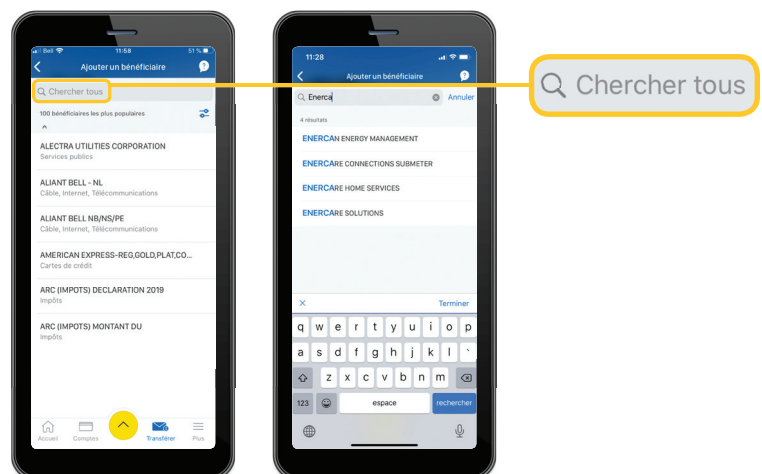 Bell 11:58 51 %
Ajouter un bénéficiaire ?
Chercher tous
100 bénéficiaires les plus populaires
ALECTRA UTILITIES CORPORATION
Services publics
ALIANT BELL - NL
Câble, Internet, Télécommunications
ALIANT BELL NB/NS/PE
Câble, Internet, Télécommunications
AMERICAN EXPRESS-REG,GOLD,PLAT,CO...
Cartes de crédit
ARC (IMPOTS) DECLARATION 2019
Impôts
ARC (IMPOTS) MONTANT DU
Impôts
Accueil Comptes Transférer Plus
11:28
Ajouter un bénéficiaire ?
Enerca Annuler
4 résultats
ENERCAN ENERGY MANAGEMENT
ENERCARE CONNECTIONS SUBMETER
ENERCARE HOME SERVICES
ENERCARE SOLUTIONS
Terminer
q w e r t y u i o p
a s d f g h j k l `
z x c v b n m
123 espace rechercher
Chercher tous